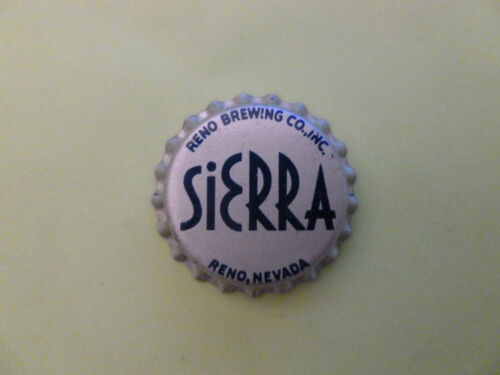 RENO BREWING CO., INC.
SiERRA
RENO, NEVADA